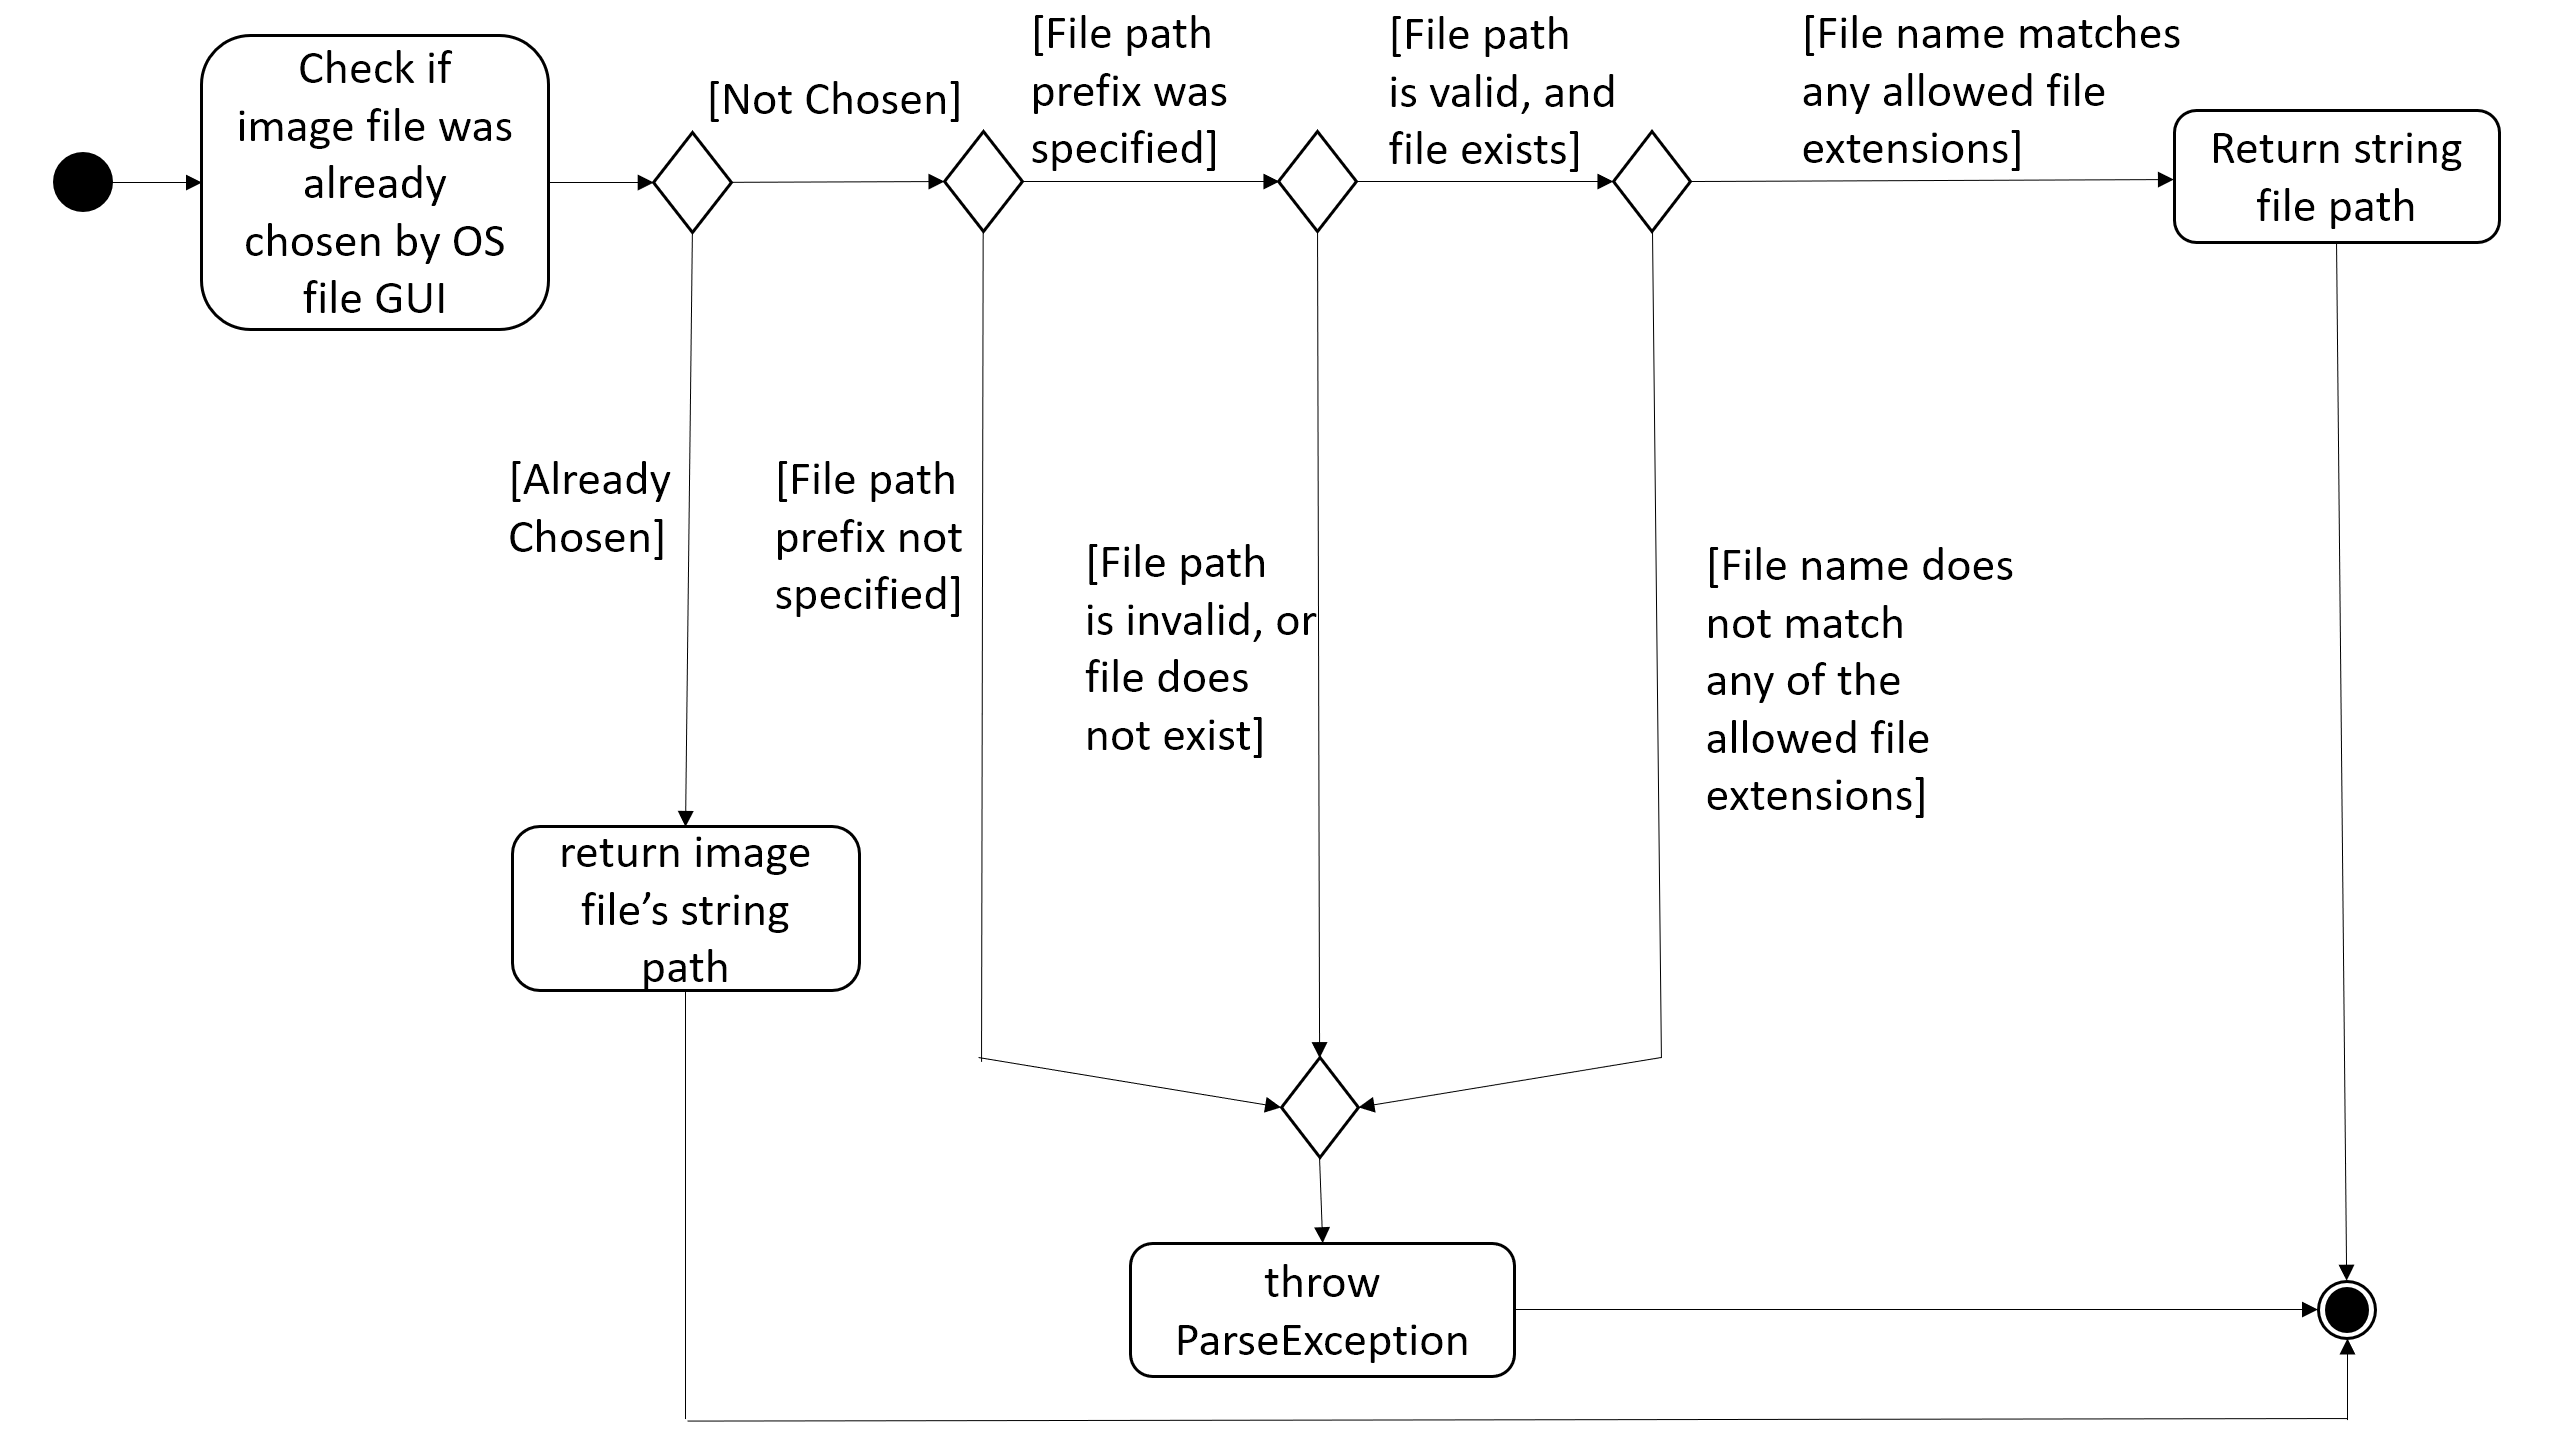 Check if
image file was
already
chosen by OS
file GUI
[Not Chosen]
[File path
prefix was
specified]
[File path
is valid, and
file exists]
[File name matches
any allowed file
extensions]
Return string
file path
[Already
Chosen]
[File path
prefix not
specified]
[File path
is invalid, or
file does
not exist]
[File name does
not match
any of the
allowed file
extensions]
return image
file’s string
path
throw
ParseException